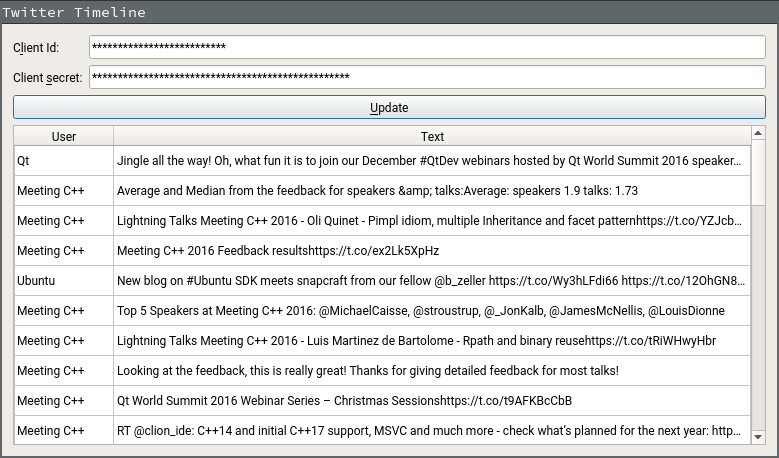 Twitter Timeline
Client Id: **************************
Client secret: **************************************************
Update
User Text
Qt Jingle all the way! Oh, what fun it is to join our December #QtDev webinars hosted by Qt World Summit 2016 speaker...
Meeting C++ Average and Median from the feedback for speakers &amp; talks:Average: speakers 1.9 talks: 1.73
Meeting C++ Lightning Talks Meeting C++ 2016 - Oli Quinet - Pimpl idiom, multiple Inheritance and facet patternhttps://t.co/YZJcb...
Meeting C++ Meeting C++ 2016 Feedback resultshttps://t.co/ex2Lk5XpHz
Ubuntu New blog on #Ubuntu SDK meets snapcraft from our fellow @b_zeller https://t.co/Wy3hLFdi66 https://t.co/12OhGN8...
Meeting C++ Top 5 Speakers at Meeting C++ 2016: @MichaelCaisse, @stroustrup, @_JonKalb, @JamesMcNellis, @LouisDionne
Meeting C++ Lightning Talks Meeting C++ 2016 - Luis Martinez de Bartolome - Rpath and binary reusehttps://t.co/tRiWHwyHbr
Meeting C++ Looking at the feedback, this is really great! Thanks for giving detailed feedback for most talks!
Meeting C++ Qt World Summit 2016 Webinar Series – Christmas Sessionshttps://t.co/t9AFKBcCbB
Meeting C++ RT @clion_ide: C++14 and initial C++17 support, MSVC and much more - check what’s planned for the next year: http...